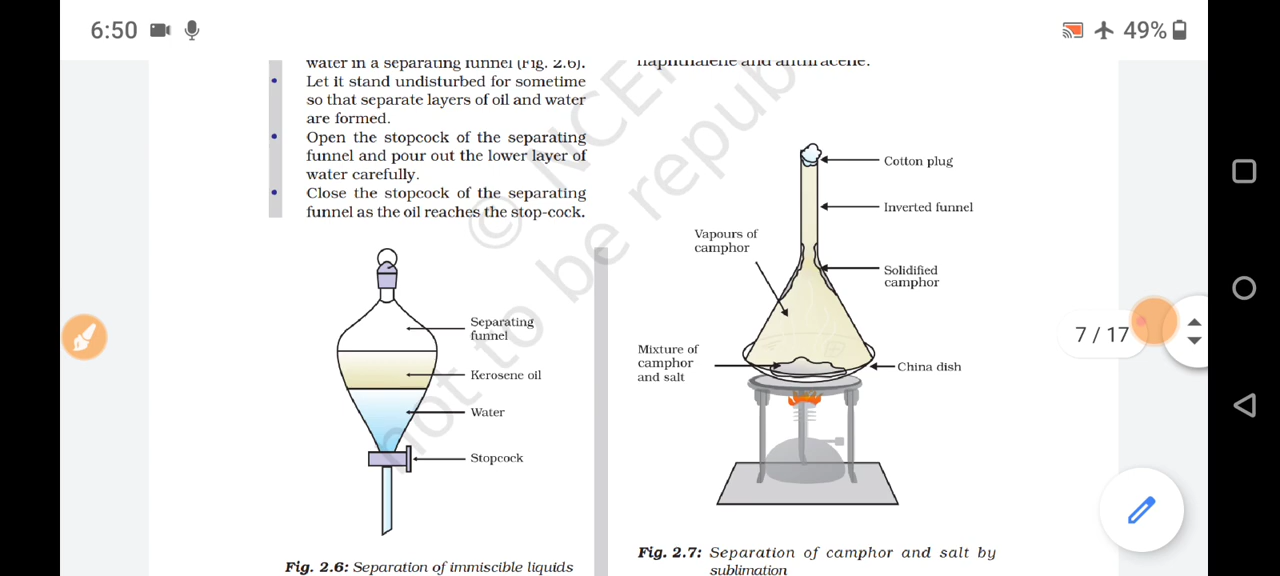 6:50
49%
water in a separating funnel (Fig. 2.6).
Let it stand undisturbed for sometime
so that separate layers of oil and water
are formed.
Open the stopcock of the separating
funnel and pour out the lower layer of
water carefully.
Close the stopcock of the separating
funnel as the oil reaches the stop-cock.
Separating
funnel
Kerosene oil
Water
Stopcock
Fig. 2.6: Separation of immiscible liquids
naphthalene and anthracene.
Cotton plug
Inverted funnel
Vapours of
camphor
Solidified
camphor
Mixture of
camphor
and salt
China dish
Fig. 2.7: Separation of camphor and salt by
sublimation
7 / 17
© NCE
not to be repub